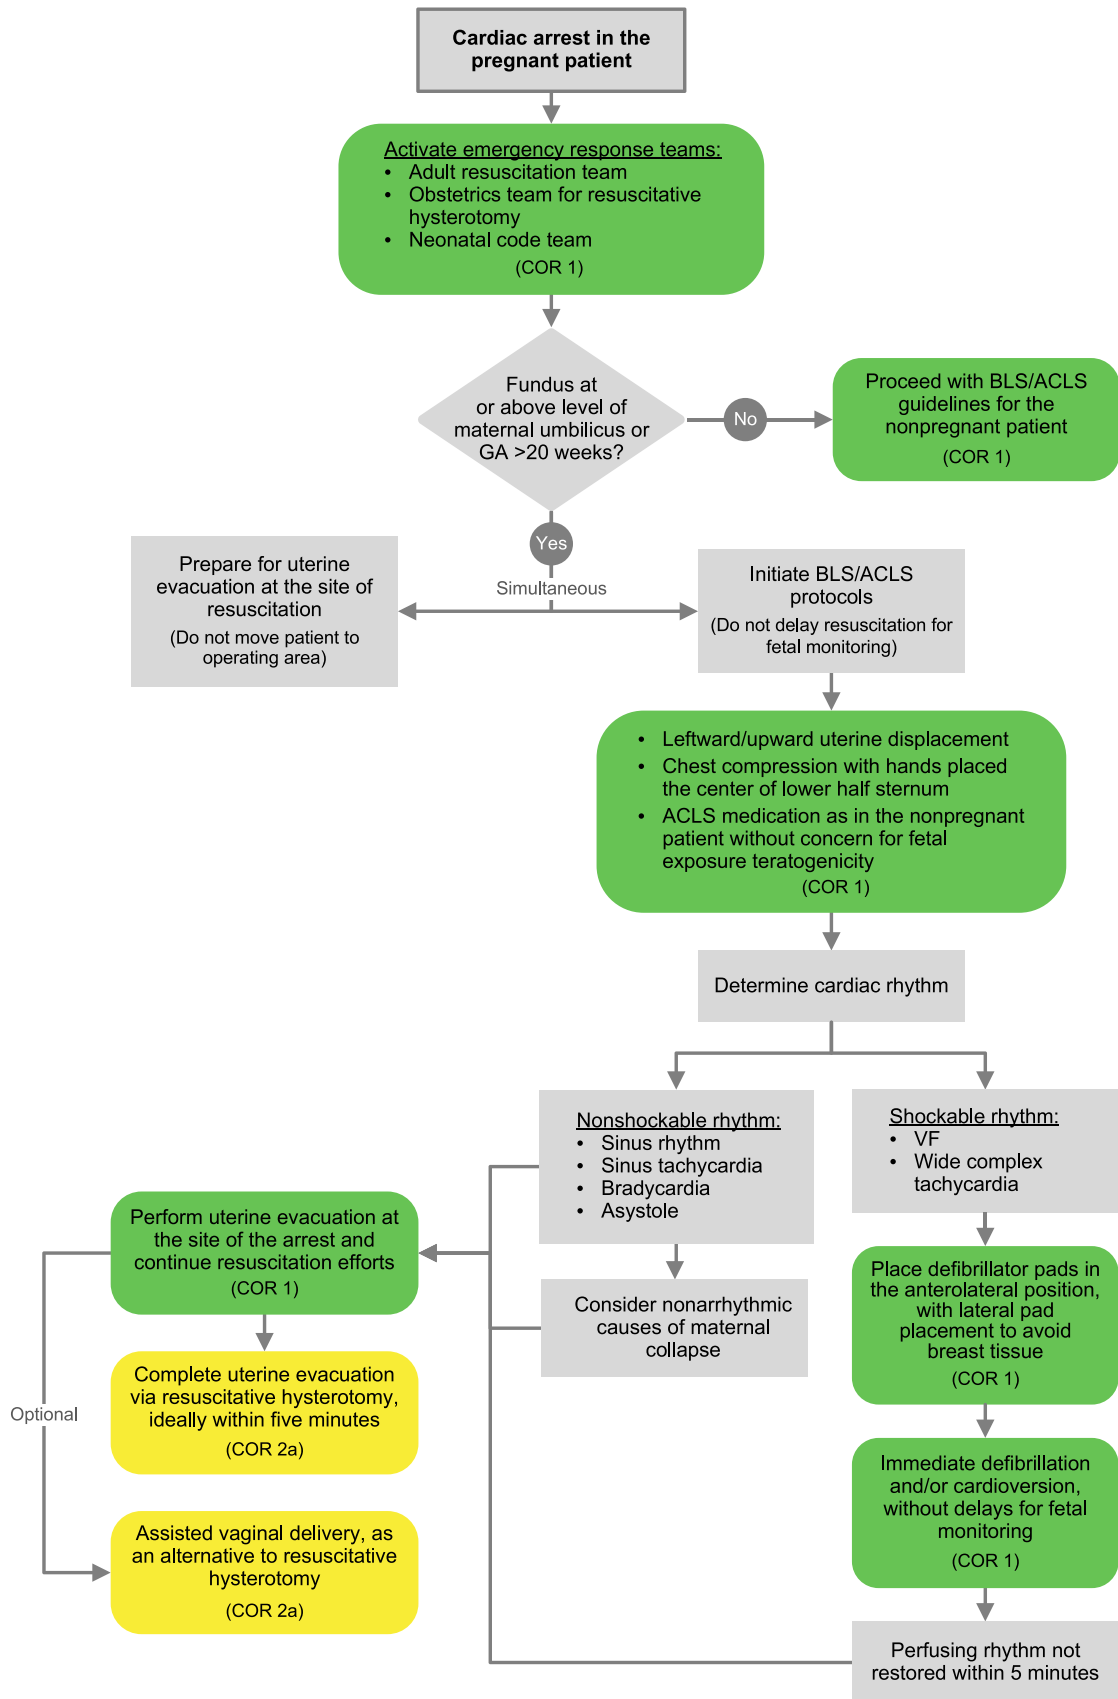 Cardiac arrest in the
pregnant patient
Activate emergency response teams:
• Adult resuscitation team
• Obstetrics team for resuscitative
hysterotomy
• Neonatal code team
(COR 1)
Fundus at
or above level of
maternal umbilicus or
GA >20 weeks?
No
Proceed with BLS/ACLS
guidelines for the
nonpregnant patient
(COR 1)
Yes
Simultaneous
Prepare for uterine
evacuation at the site of
resuscitation
(Do not move patient to
operating area)
Initiate BLS/ACLS
protocols
(Do not delay resuscitation for
fetal monitoring)
• Leftward/upward uterine displacement
• Chest compression with hands placed
the center of lower half sternum
• ACLS medication as in the nonpregnant
patient without concern for fetal
exposure teratogenicity
(COR 1)
Determine cardiac rhythm
Nonshockable rhythm:
• Sinus rhythm
• Sinus tachycardia
• Bradycardia
• Asystole
Shockable rhythm:
• VF
• Wide complex
tachycardia
Perform uterine evacuation at
the site of the arrest and
continue resuscitation efforts
(COR 1)
Consider nonarrhythmic
causes of maternal
collapse
Place defibrillator pads in
the anterolateral position,
with lateral pad
placement to avoid
breast tissue
(COR 1)
Complete uterine evacuation
via resuscitative hysterotomy,
ideally within five minutes
(COR 2a)
Optional
Immediate defibrillation
and/or cardioversion,
without delays for fetal
monitoring
(COR 1)
Assisted vaginal delivery, as
an alternative to resuscitative
hysterotomy
(COR 2a)
Perfusing rhythm not
restored within 5 minutes